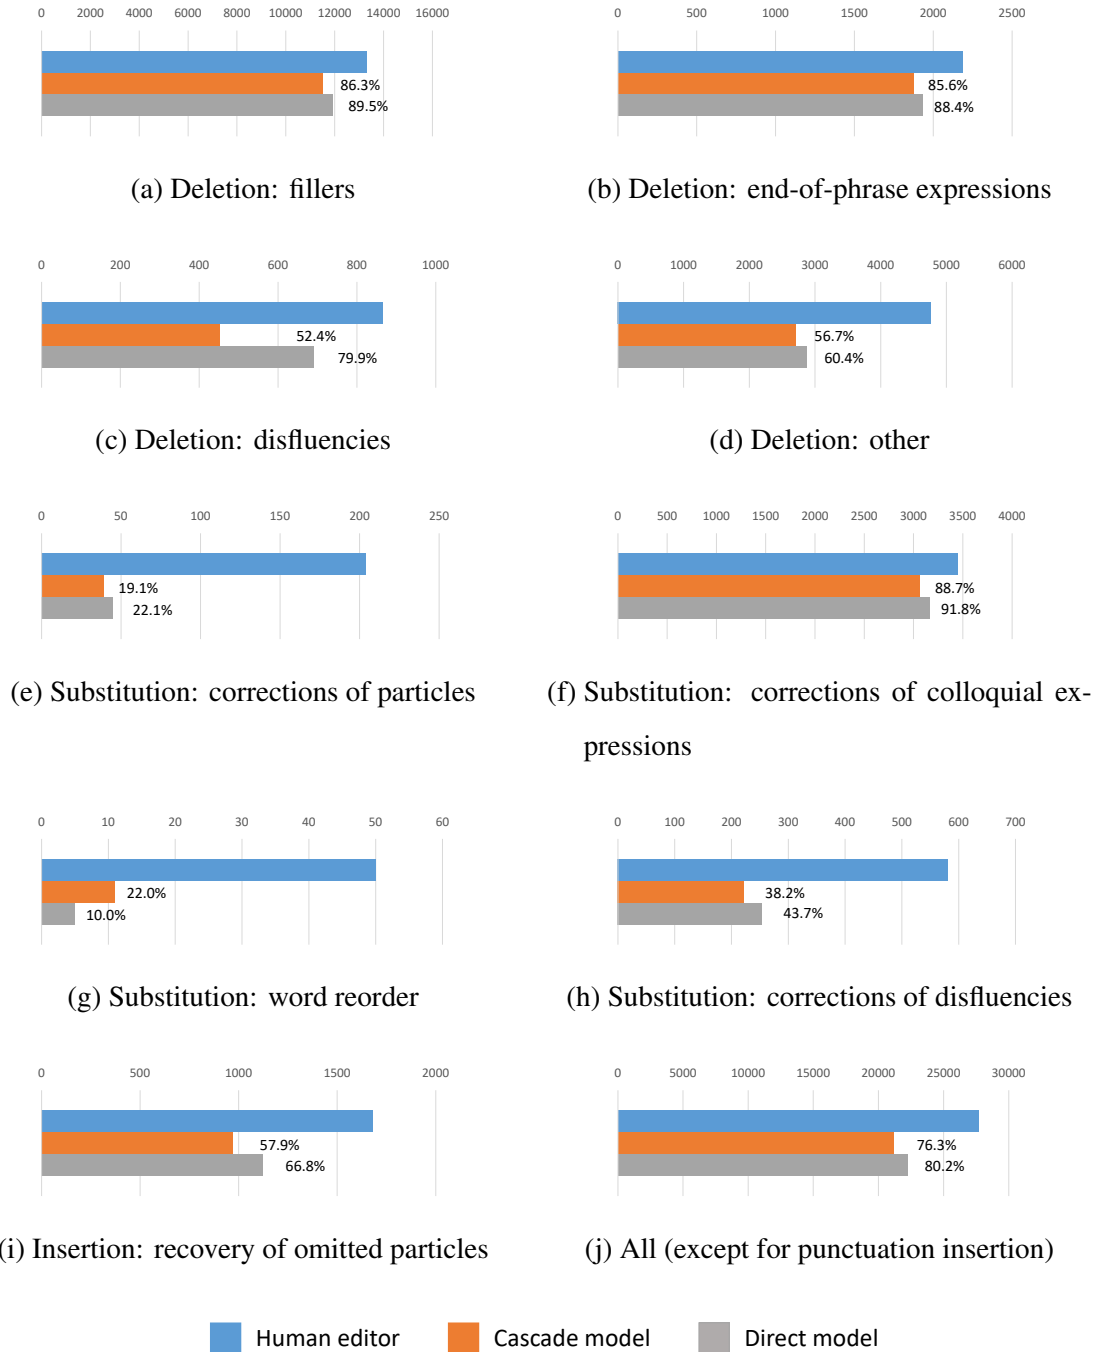 0 2000 4000 6000 8000 10000 12000 14000 16000
86.3%
89.5%
(a) Deletion: fillers
0 500 1000 1500 2000 2500
85.6%
88.4%
(b) Deletion: end-of-phrase expressions
0 200 400 600 800 1000
52.4%
79.9%
(c) Deletion: disfluencies
0 1000 2000 3000 4000 5000 6000
56.7%
60.4%
(d) Deletion: other
0 50 100 150 200 250
19.1%
22.1%
(e) Substitution: corrections of particles
0 500 1000 1500 2000 2500 3000 3500 4000
88.7%
91.8%
(f) Substitution: corrections of colloquial ex-
pressions
0 10 20 30 40 50 60
22.0%
10.0%
(g) Substitution: word reorder
0 100 200 300 400 500 600 700
38.2%
43.7%
(h) Substitution: corrections of disfluencies
0 500 1000 1500 2000
57.9%
66.8%
(i) Insertion: recovery of omitted particles
0 5000 10000 15000 20000 25000 30000
76.3%
80.2%
(j) All (except for punctuation insertion)
Human editor Cascade model Direct model